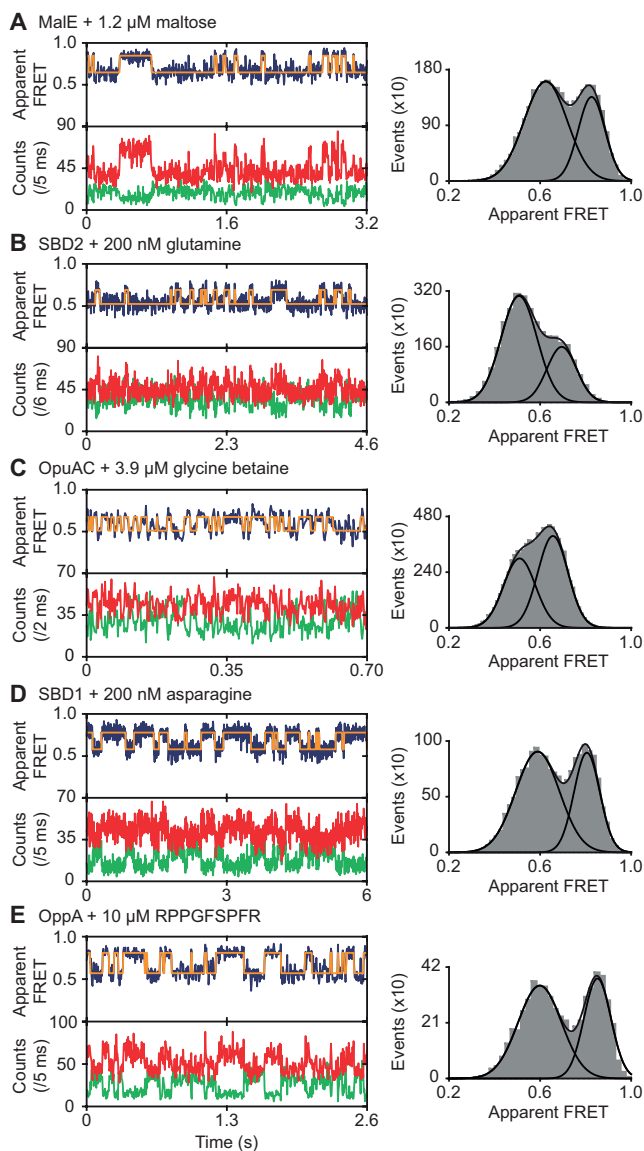 A MalE + 1.2 µM maltose
Apparent FRET
1.0
0.5
Counts (/5 ms)
90
45
0
0 1.6 3.2
Events (x10)
180
90
0
0.2 0.6 1.0
Apparent FRET
B SBD2 + 200 nM glutamine
Apparent FRET
1.0
0.5
Counts (/6 ms)
90
45
0
0 2.3 4.6
Events (x10)
320
160
0
0.2 0.6 1.0
Apparent FRET
C OpuAC + 3.9 µM glycine betaine
Apparent FRET
1.0
0.5
Counts (/2 ms)
70
35
0
0 0.35 0.70
Events (x10)
480
240
0
0.2 0.6 1.0
Apparent FRET
D SBD1 + 200 nM asparagine
Apparent FRET
1.0
0.5
Counts (/5 ms)
70
35
0
0 3 6
Events (x10)
100
50
0
0.2 0.6 1.0
Apparent FRET
E OppA + 10 µM RPPGFSPFR
Apparent FRET
1.0
0.5
Counts (/5 ms)
100
50
0
0 1.3 2.6
Time (s)
Events (x10)
42
21
0
0.2 0.6 1.0
Apparent FRET